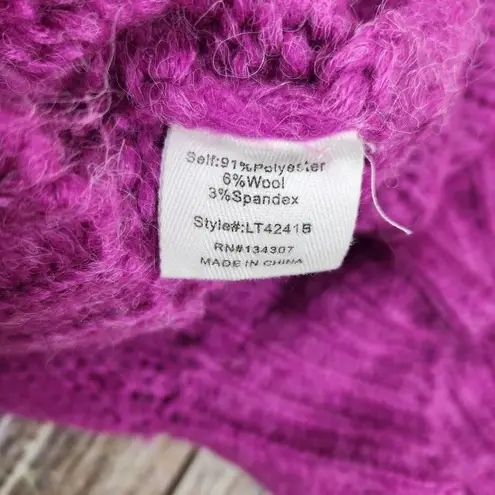 Self:91%Polyester
6%Wool
3%Spandex
Style#:LT4241B
RN#134307
MADE IN CHINA